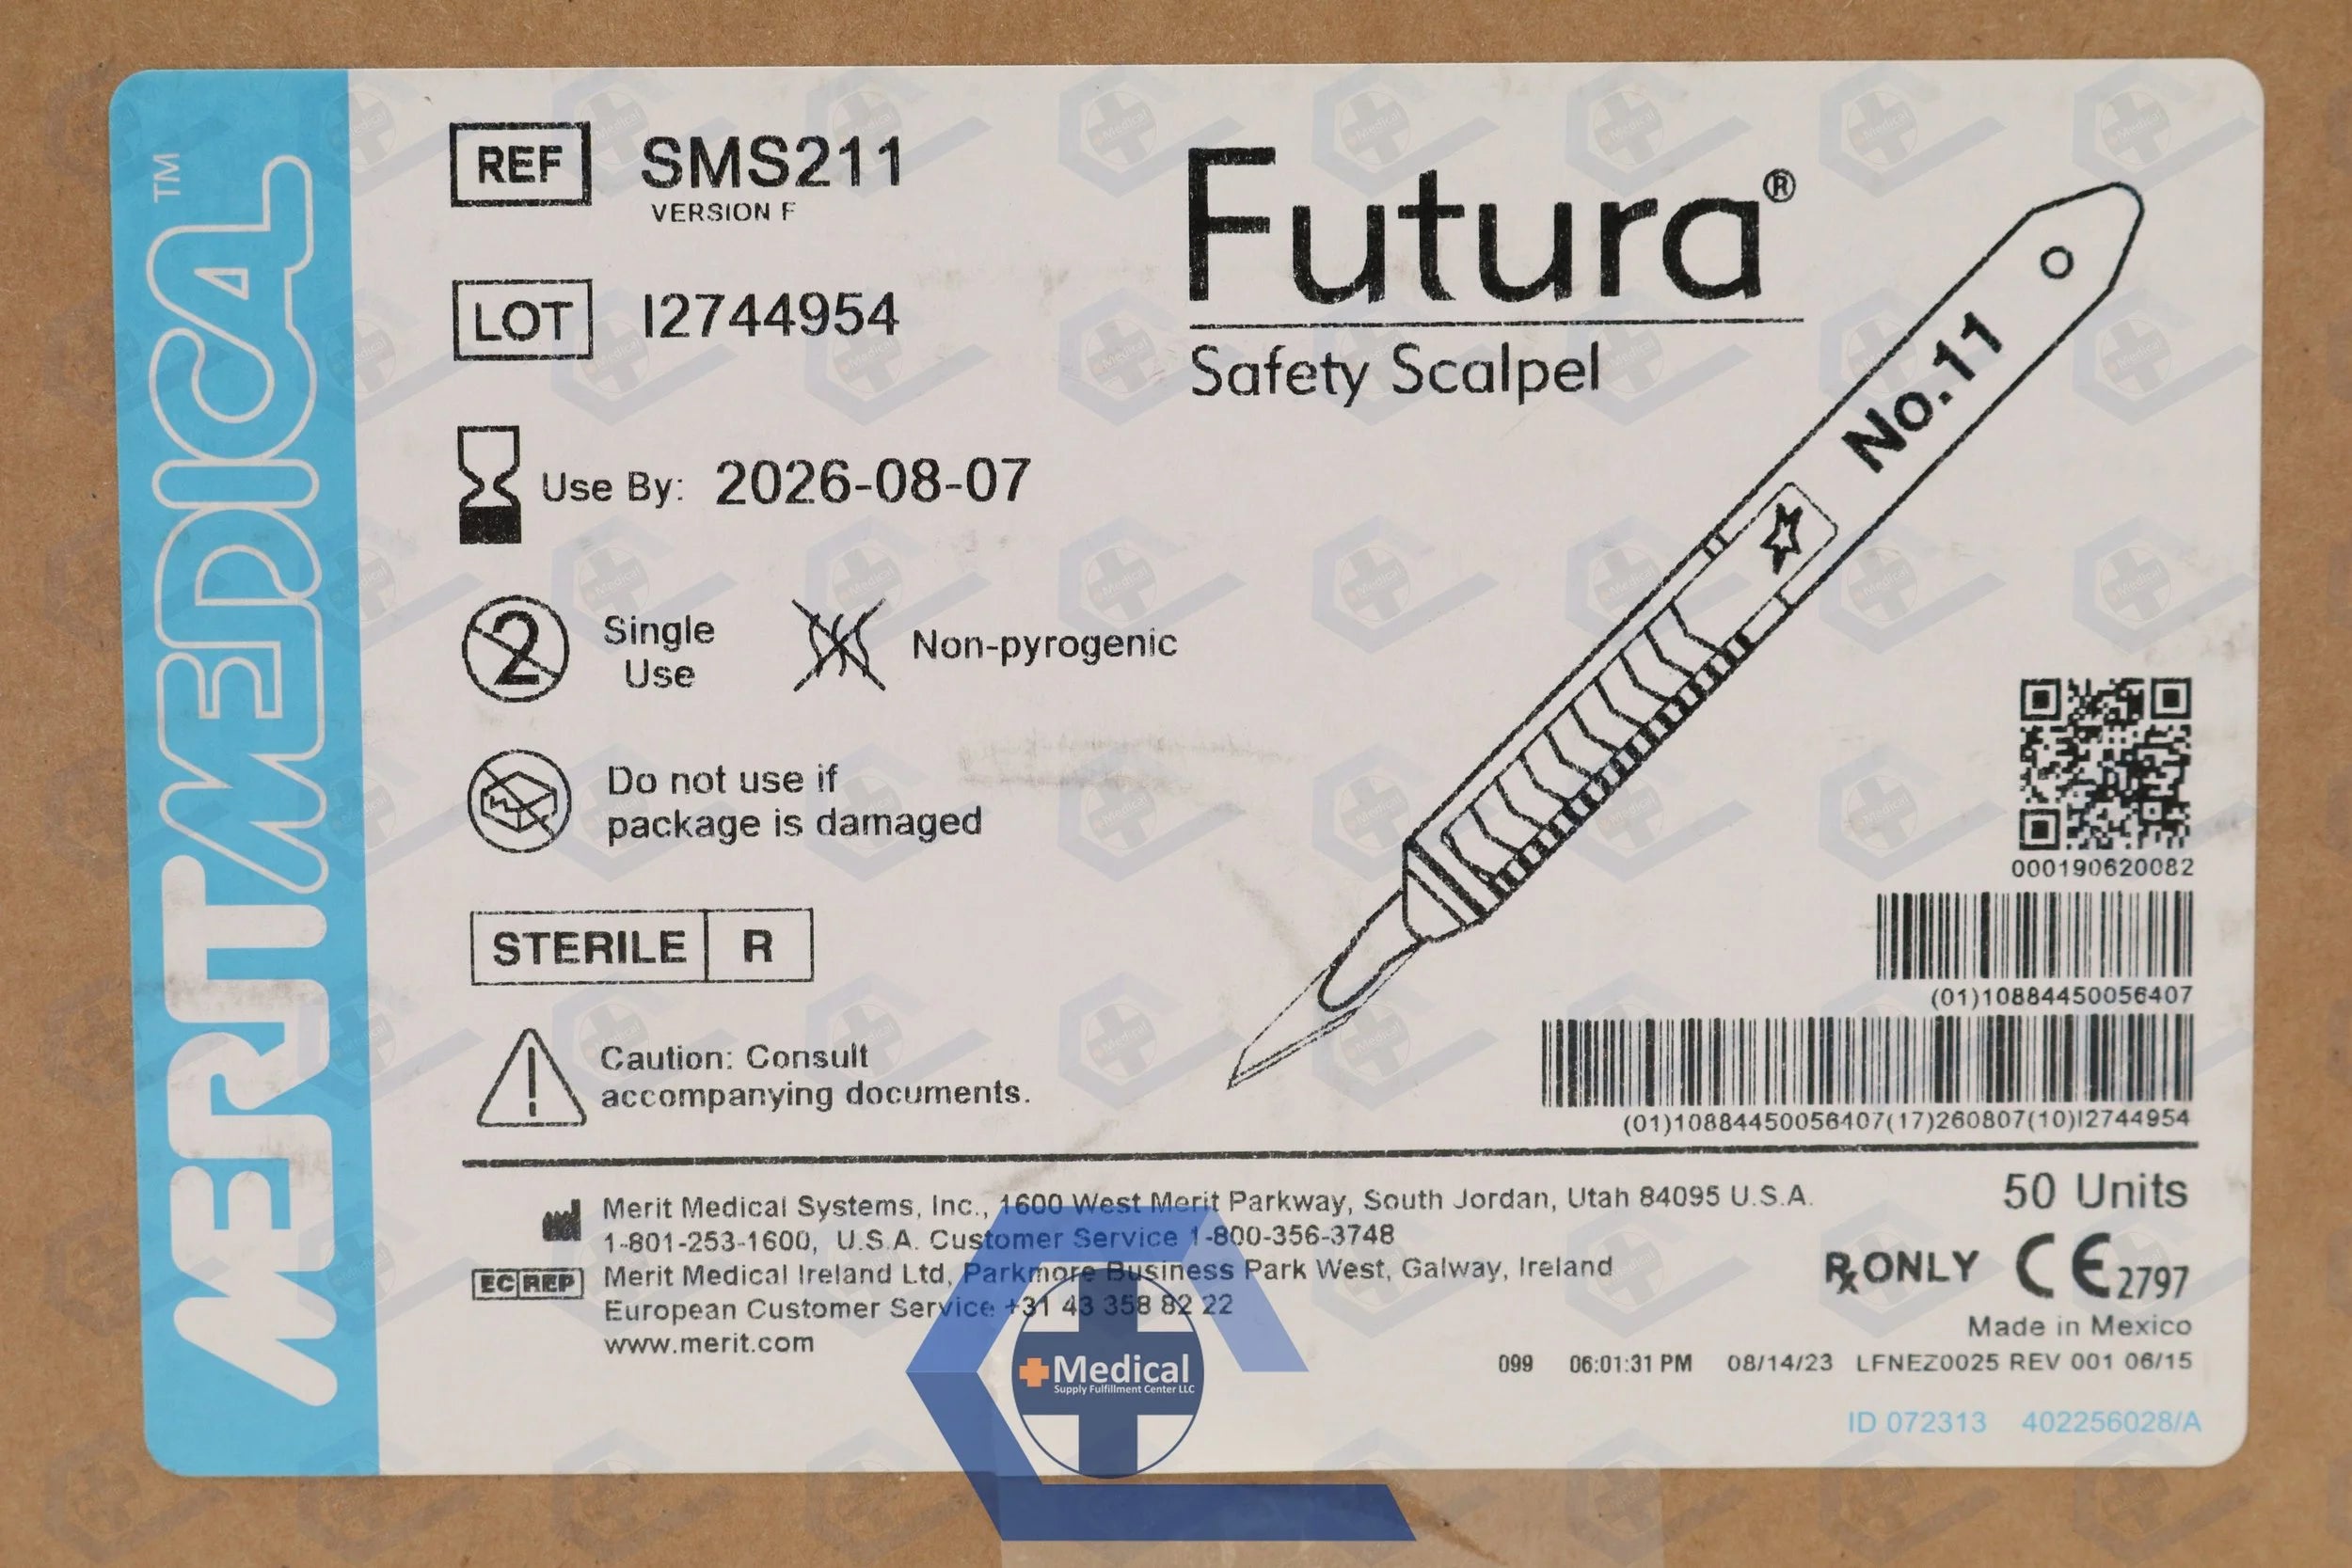 MERIT MEDICAL™
REF SMS211
VERSION F
LOT I2744954
Use By: 2026-08-07
2 Single
Use
Non-pyrogenic
Do not use if
package is damaged
STERILE R
Caution: Consult
accompanying documents.
Futura®
Safety Scalpel
No.11
000190620082
(01)10884450056407
(01)10884450056407(17)260807(10)I2744954
Merit Medical Systems, Inc., 1600 West Merit Parkway, South Jordan, Utah 84095 U.S.A.
1-801-253-1600, U.S.A. Customer Service 1-800-356-3748
EC REP Merit Medical Ireland Ltd, Parkmore Business Park West, Galway, Ireland
European Customer Service +31 43 358 82 22
www.merit.com
50 Units
Rx ONLY CE 2797
Made in Mexico
099 06:01:31 PM 08/14/23 LFNEZ0025 REV 001 06/15
ID 072313 402256028/A
Medical
Supply Fulfillment Center LLC